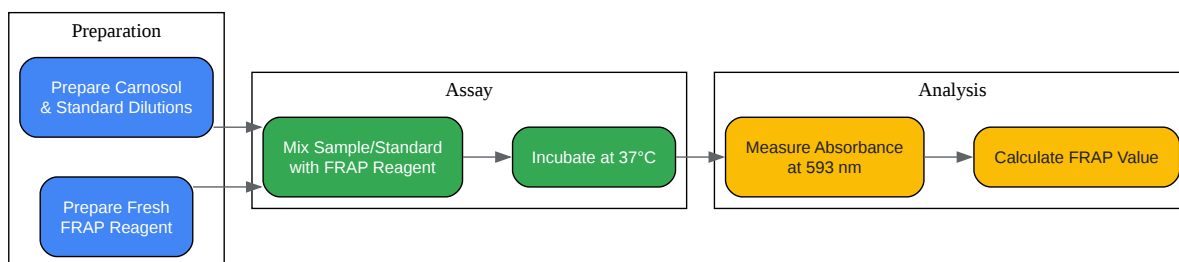 Preparation
Prepare Carnosol
& Standard Dilutions
Prepare Fresh
FRAP Reagent
Assay
Mix Sample/Standard
with FRAP Reagent
Incubate at 37°C
Analysis
Measure Absorbance
at 593 nm
Calculate FRAP Value